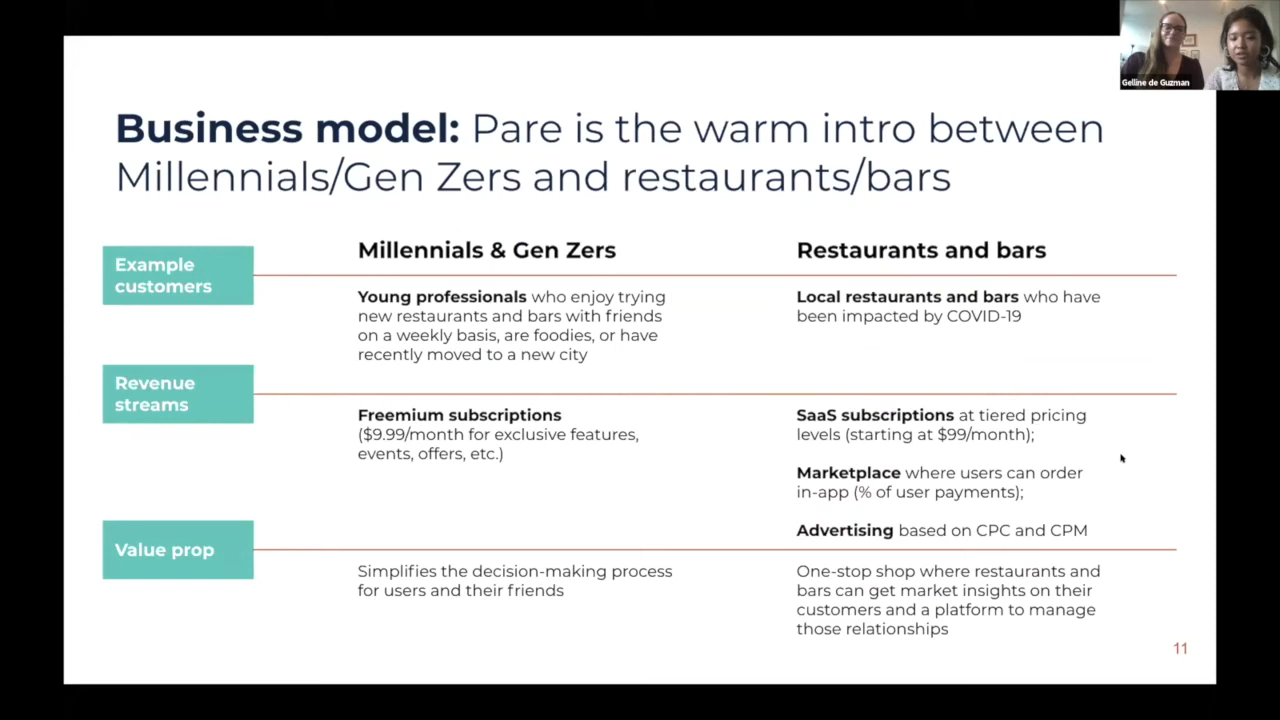 Gelline de Guzman
Business model: Pare is the warm intro between
Millennials/Gen Zers and restaurants/bars
Example
customers
Millennials & Gen Zers
Restaurants and bars
Young professionals who enjoy trying
new restaurants and bars with friends
on a weekly basis, are foodies, or have
recently moved to a new city
Local restaurants and bars who have
been impacted by COVID-19
Revenue
streams
Freemium subscriptions
($9.99/month for exclusive features,
events, offers, etc.)
SaaS subscriptions at tiered pricing
levels (starting at $99/month);
Marketplace where users can order
in-app (% of user payments);
Advertising based on CPC and CPM
Value prop
Simplifies the decision-making process
for users and their friends
One-stop shop where restaurants and
bars can get market insights on their
customers and a platform to manage
those relationships
11